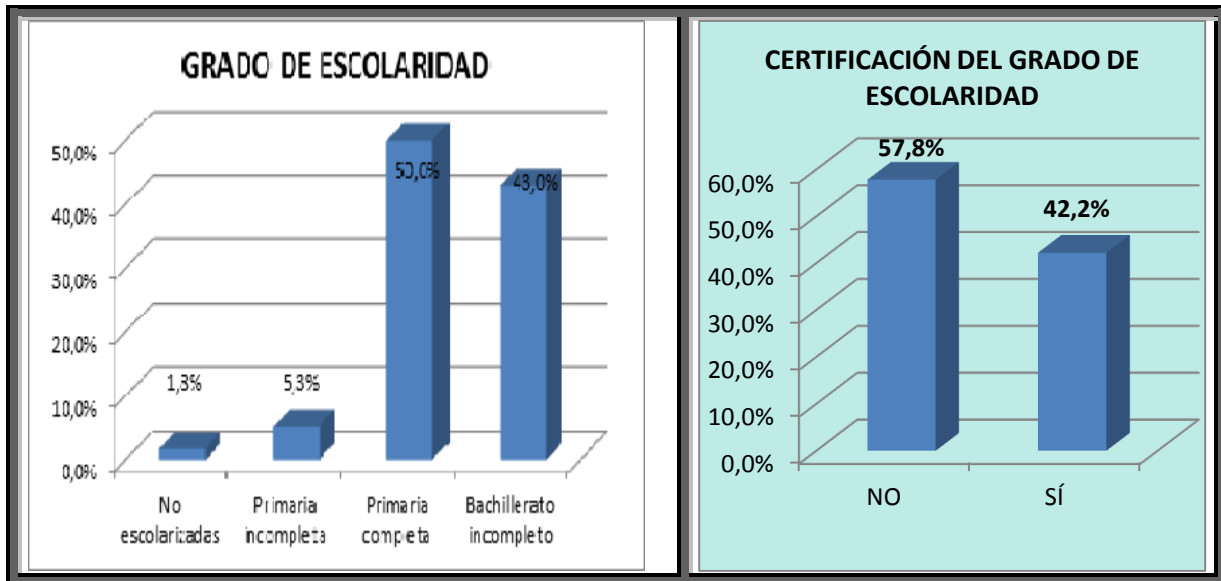 GRADO DE ESCOLARIDAD
50,0%
40,0%
30,0%
20,0%
10,0%
0,0%
1,3%
5,3%
50,0%
43,0%
No escolarizadas
Primaria incompleta
Primaria completa
Bachillerato incompleto
CERTIFICACIÓN DEL GRADO DE
ESCOLARIDAD
60,0%
50,0%
40,0%
30,0%
20,0%
10,0%
0,0%
57,8%
42,2%
NO
SÍ